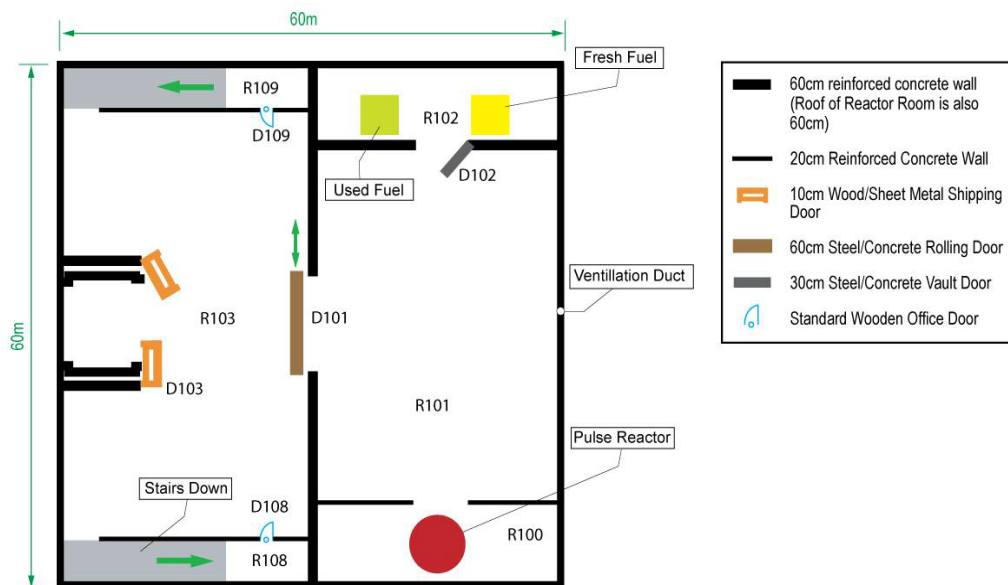 60m
60m
Fresh Fuel
R109
D109
R102
Used Fuel
D102
Ventillation Duct
R103
D101
D103
R101
Pulse Reactor
Stairs Down
D108
R108
R100
60cm reinforced concrete wall
(Roof of Reactor Room is also
60cm)
20cm Reinforced Concrete Wall
10cm Wood/Sheet Metal Shipping
Door
60cm Steel/Concrete Rolling Door
30cm Steel/Concrete Vault Door
Standard Wooden Office Door